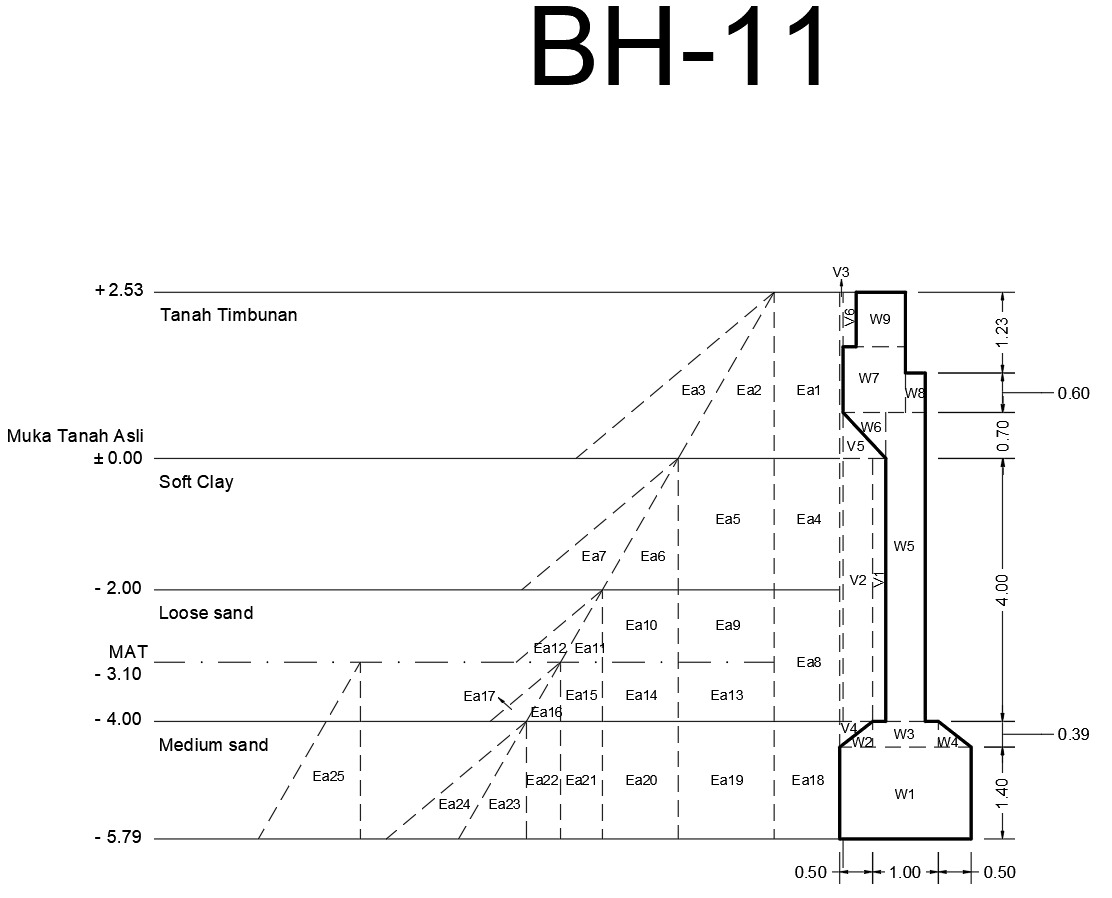 BH-11
V3
+2.53
Tanah Timbunan
V6
W9
1.23
W7
Ea3
Ea2
Ea1
W8
0.60
W6
0.70
Muka Tanah Asli
V5
± 0.00
Soft Clay
Ea5
Ea4
W5
Ea7
Ea6
V2
V1
4.00
- 2.00
Loose sand
Ea10
Ea9
Ea12
Ea11
MAT
- 3.10
Ea8
Ea17
Ea15
Ea14
Ea13
Ea16
- 4.00
V4
W3
0.39
Medium sand
W2
W4
Ea25
Ea22
Ea21
Ea20
Ea19
Ea18
Ea24
Ea23
W1
1.40
- 5.79
0.50
1.00
0.50